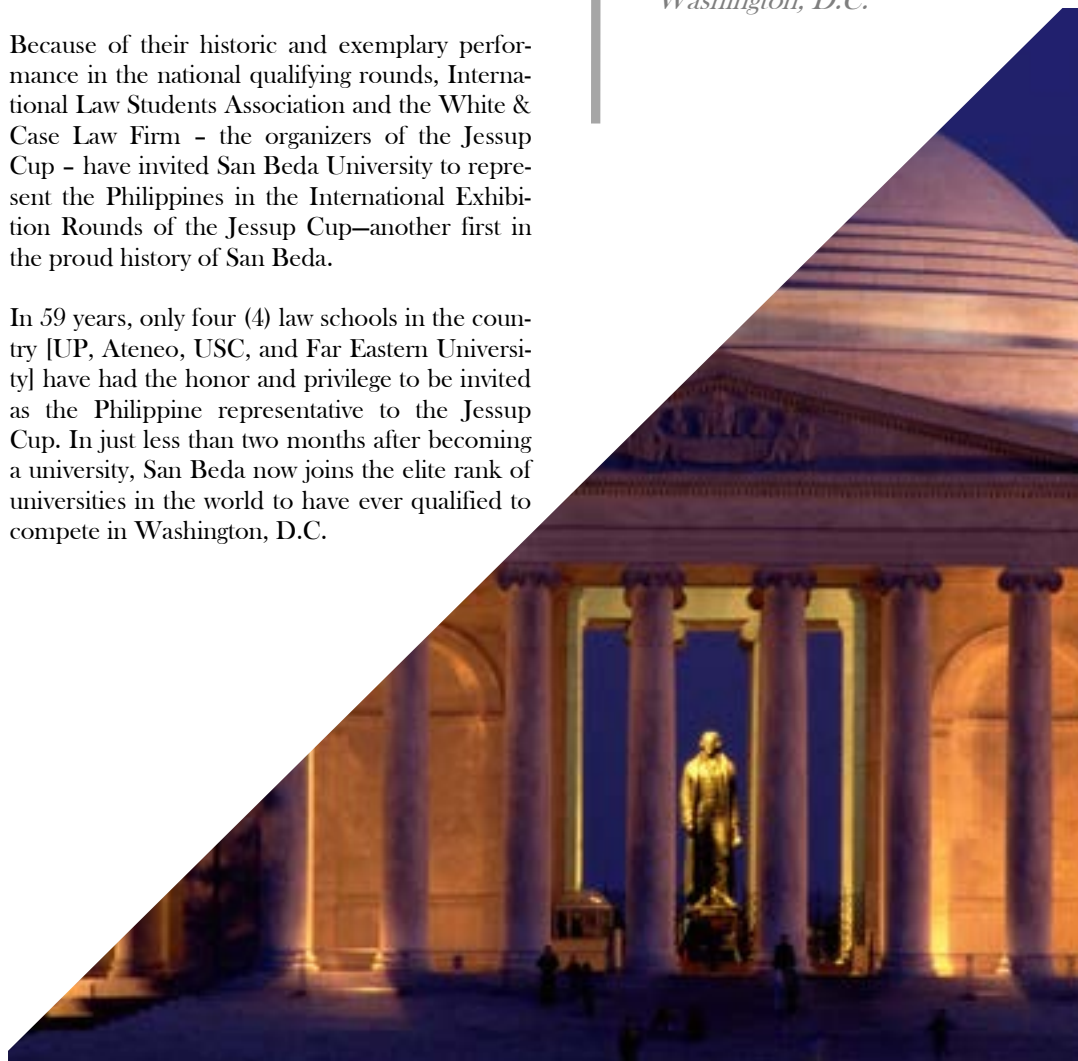 Washington, D.C.
Because of their historic and exemplary perfor-
mance in the national qualifying rounds, Interna-
tional Law Students Association and the White &
Case Law Firm – the organizers of the Jessup
Cup – have invited San Beda University to repre-
sent the Philippines in the International Exhibi-
tion Rounds of the Jessup Cup—another first in
the proud history of San Beda.
In 59 years, only four (4) law schools in the coun-
try [UP, Ateneo, USC, and Far Eastern Universi-
ty] have had the honor and privilege to be invited
as the Philippine representative to the Jessup
Cup. In just less than two months after becoming
a university, San Beda now joins the elite rank of
universities in the world to have ever qualified to
compete in Washington, D.C.